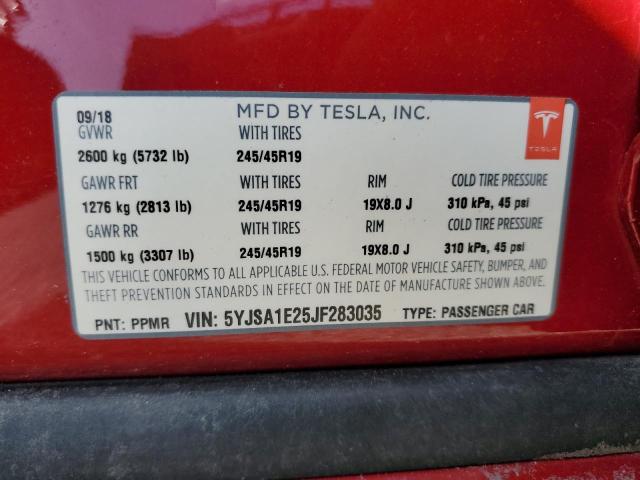 09/18 MFD BY TESLA, INC.
GVWR WITH TIRES
TESLA
2600 kg (5732 lb) 245/45R19
GAWR FRT WITH TIRES RIM COLD TIRE PRESSURE
1276 kg (2813 lb) 245/45R19 19X8.0 J 310 kPa, 45 psi
GAWR RR WITH TIRES RIM COLD TIRE PRESSURE
1500 kg (3307 lb) 245/45R19 19X8.0 J 310 kPa, 45 psi
THIS VEHICLE CONFORMS TO ALL APPLICABLE U.S. FEDERAL MOTOR VEHICLE SAFETY, BUMPER, AND
THEFT PREVENTION STANDARDS IN EFFECT ON THE DATE OF MANUFACTURE SHOWN ABOVE.
PNT: PPMR VIN: 5YJSA1E25JF283035 TYPE: PASSENGER CAR